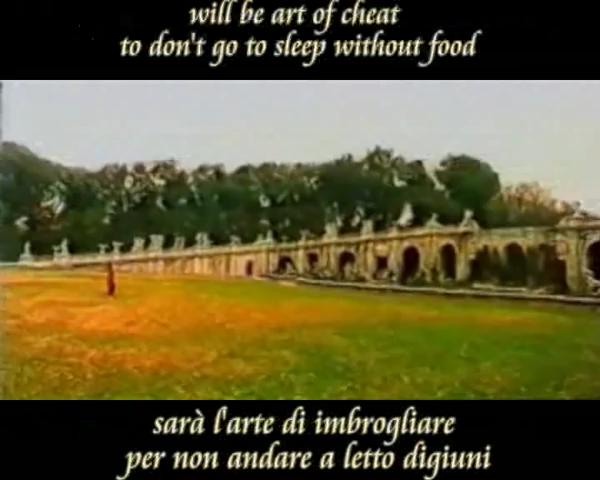 will be art of cheat
to don't go to sleep without food
sarà l'arte di imbrogliare
per non andare a letto digiuni